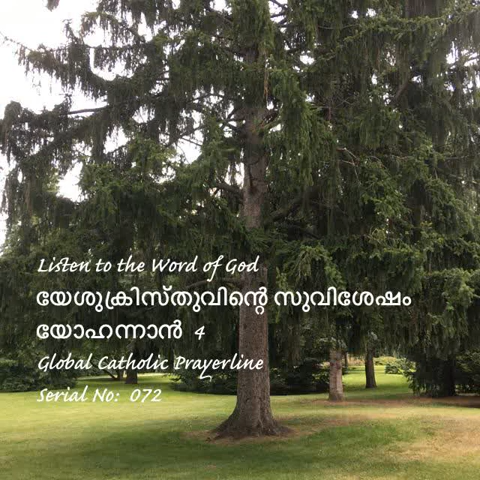 Listen to the Word of God
യേശുക്രിസ്തുവിന്റെ സുവിശേഷം
യോഹന്നാൻ 4
Global Catholic Prayerline
Serial No: 072